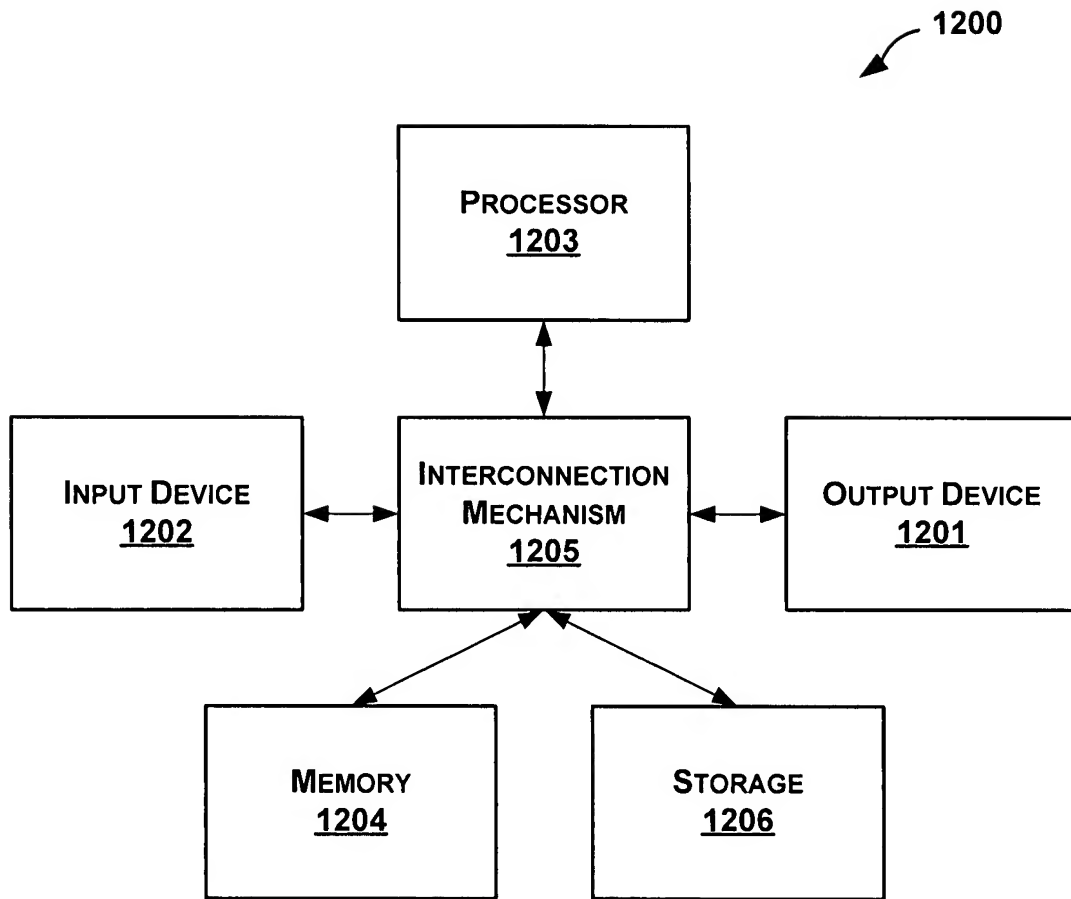 1200
PROCESSOR
1203
INPUT DEVICE
1202
INTERCONNECTION
MECHANISM
1205
OUTPUT DEVICE
1201
MEMORY
1204
STORAGE
1206